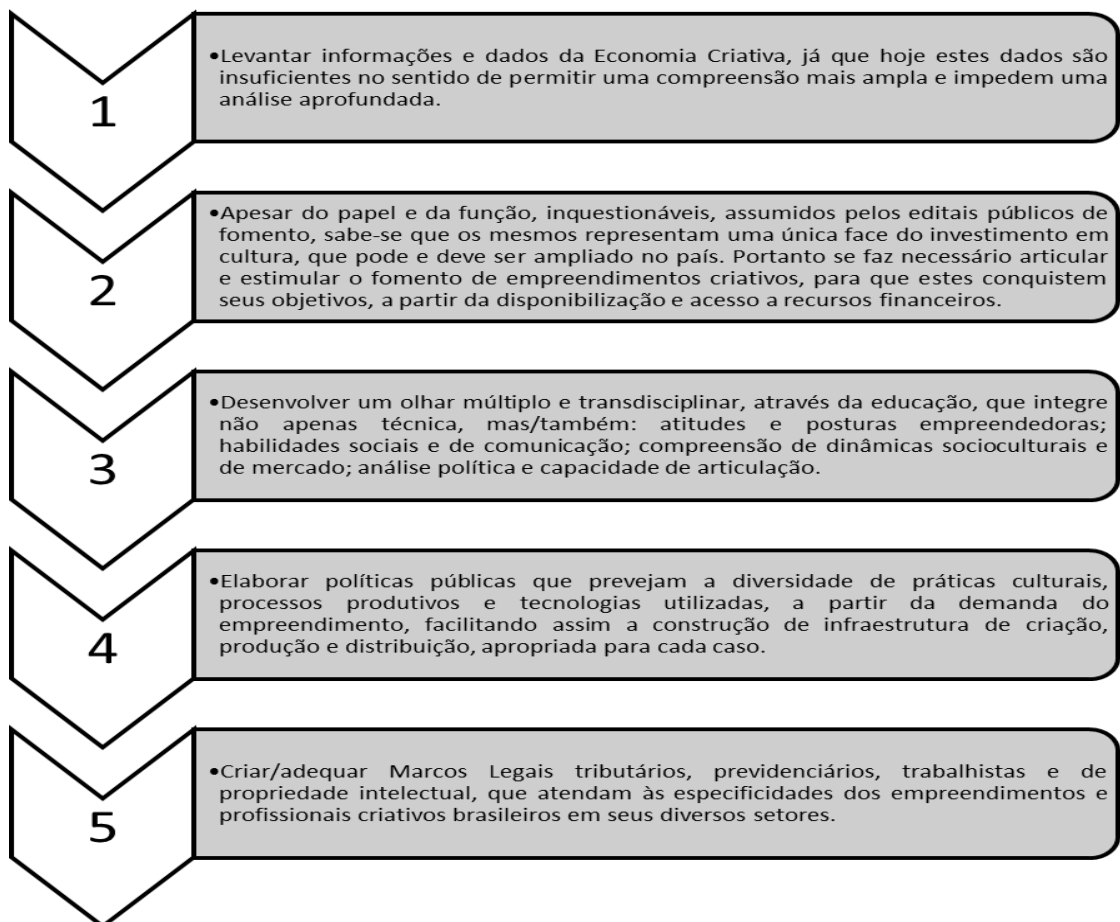 1
•Levantar informações e dados da Economia Criativa, já que hoje estes dados são
insuficientes no sentido de permitir uma compreensão mais ampla e impedem uma
análise aprofundada.
2
•Apesar do papel e da função, inquestionáveis, assumidos pelos editais públicos de
fomento, sabe-se que os mesmos representam uma única face do investimento em
cultura, que pode e deve ser ampliado no país. Portanto se faz necessário articular
e estimular o fomento de empreendimentos criativos, para que estes conquistem
seus objetivos, a partir da disponibilização e acesso a recursos financeiros.
3
•Desenvolver um olhar múltiplo e transdisciplinar, através da educação, que integre
não apenas técnica, mas/também: atitudes e posturas empreendedoras;
habilidades sociais e de comunicação; compreensão de dinâmicas socioculturais e
de mercado; análise política e capacidade de articulação.
4
•Elaborar políticas públicas que prevejam a diversidade de práticas culturais,
processos produtivos e tecnologias utilizadas, a partir da demanda do
empreendimento, facilitando assim a construção de infraestrutura de criação,
produção e distribuição, apropriada para cada caso.
5
•Criar/adequar Marcos Legais tributários, previdenciários, trabalhistas e de
propriedade intelectual, que atendam às especificidades dos empreendimentos e
profissionais criativos brasileiros em seus diversos setores.